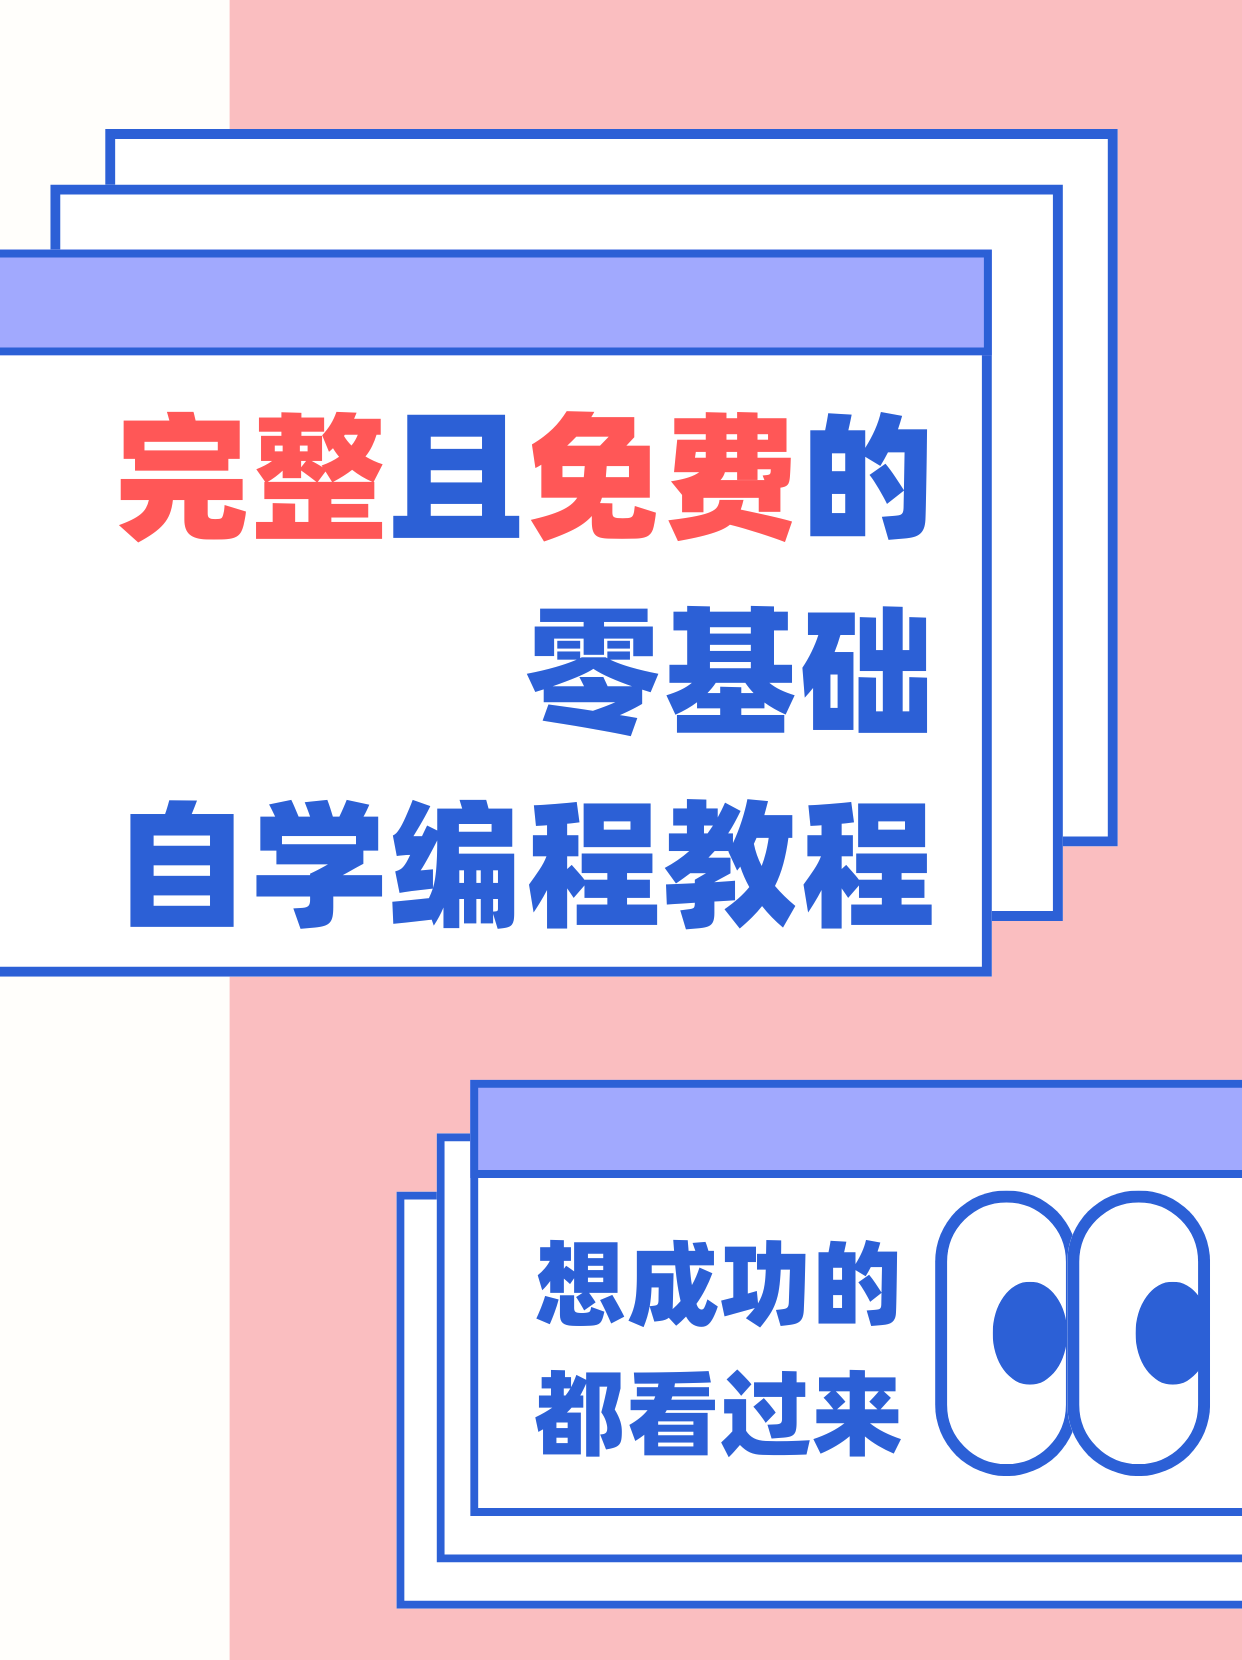 完整且免费的
零基础
自学编程教程
想成功的
都看过来